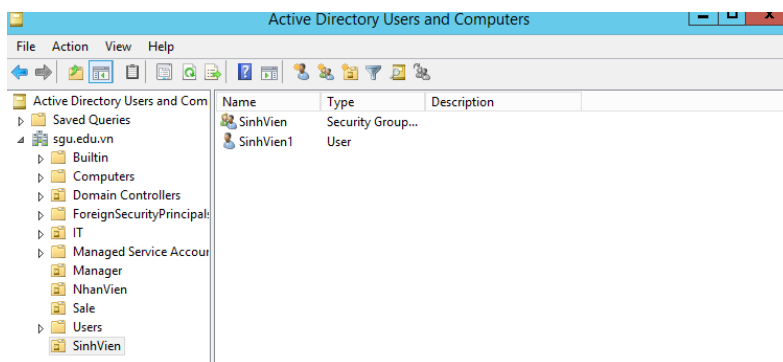 Active Directory Users and Computers
File Action View Help
Active Directory Users and Com
Name Type Description
Saved Queries
SinhVien Security Group...
sgu.edu.vn
SinhVien1 User
Builtin
Computers
Domain Controllers
ForeignSecurityPrincipals
IT
Managed Service Accour
Manager
NhanVien
Sale
Users
SinhVien